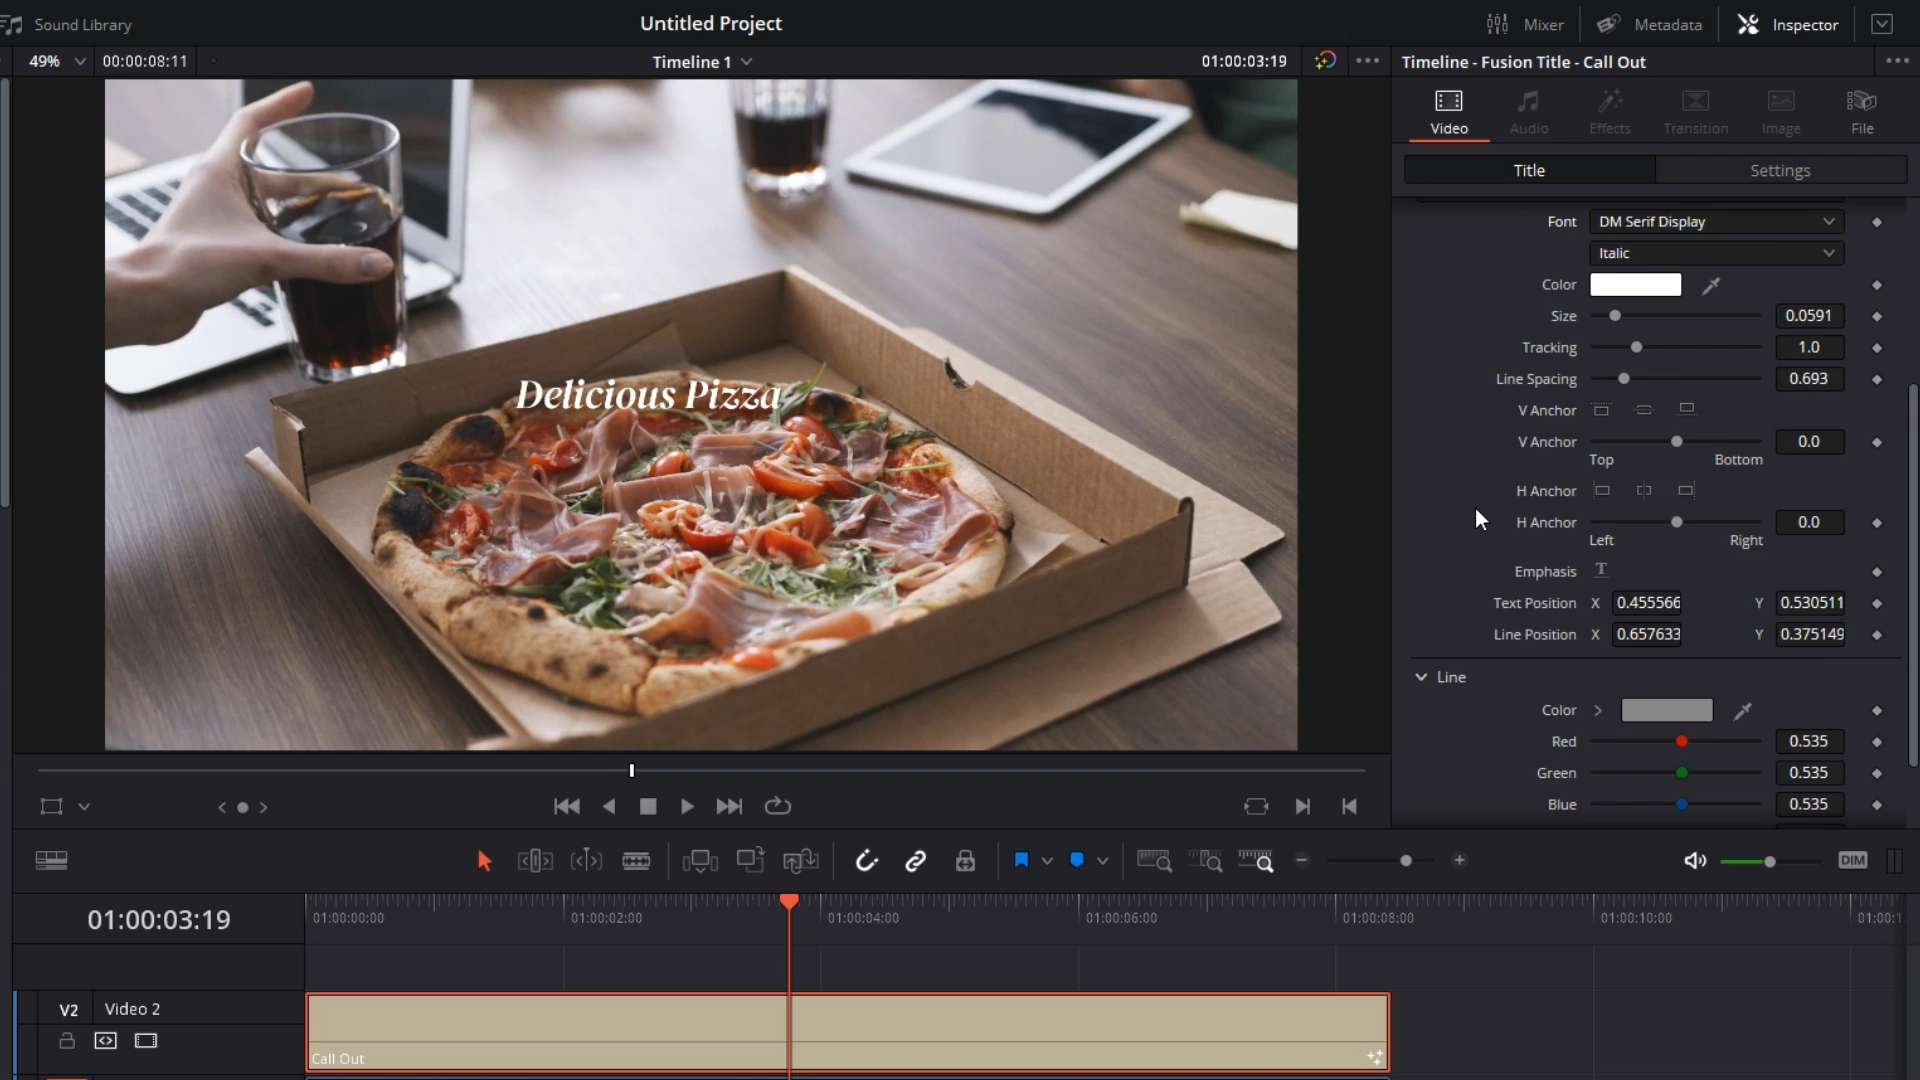 Sound Library
Untitled Project
Mixer
Metadata
Inspector
49%
00:00:08:11
Timeline 1
01:00:03:19
Timeline - Fusion Title - Call Out
Video
Audio
Effects
Transition
Image
File
Title
Settings
Font DM Serif Display
Italic
Color
Size 0.0591
Tracking 1.0
Line Spacing 0.693
V Anchor
V Anchor 0.0
Top Bottom
H Anchor
H Anchor 0.0
Left Right
Emphasis T
Text Position X 0.455566 Y 0.530511
Line Position X 0.657633 Y 0.375149
Line
Color
Red 0.535
Green 0.535
Blue 0.535
Delicious Pizza
DIM
01:00:03:19
01:00:00:00
01:00:02:00
01:00:04:00
01:00:06:00
01:00:08:00
01:00:10:00
01:00:1
V2 Video 2
Call Out